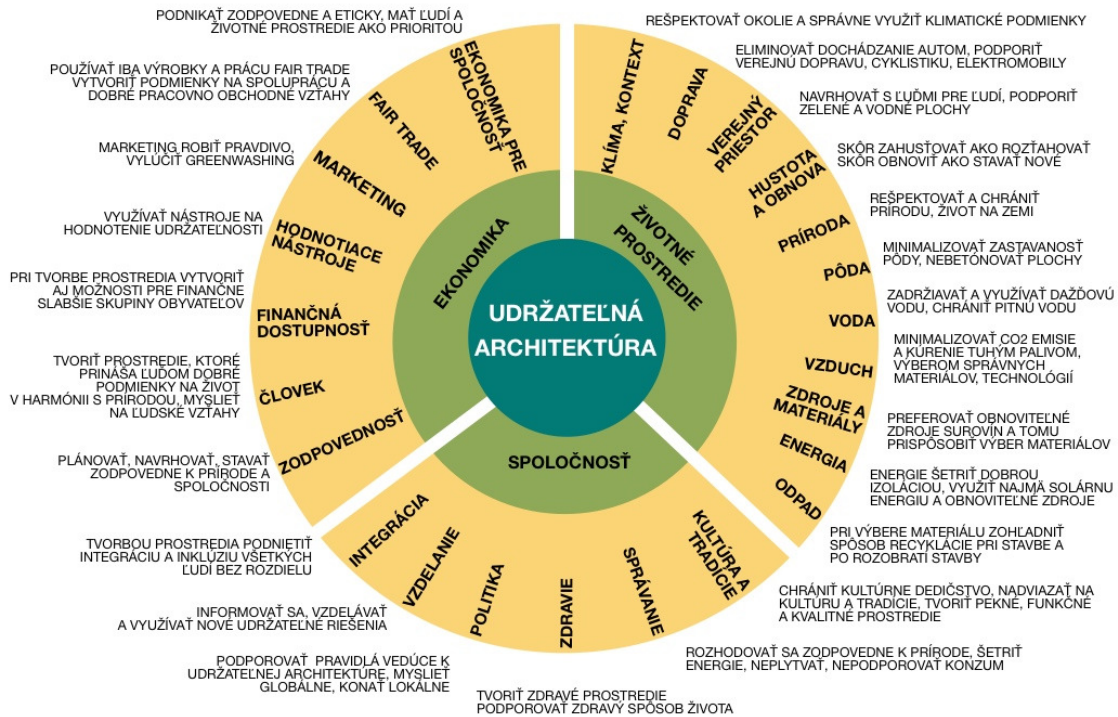 UDRŽATEĽNÁ
ARCHITEKTÚRA
ŽIVOTNÉ
PROSTREDIE
KLÍMA, KONTEXT
REŠPEKTOVAŤ OKOLIE A SPRÁVNE VYUŽIŤ KLIMATICKÉ PODMIENKY
DOPRAVA
ELIMINOVAŤ DOCHÁDZANIE AUTOM, PODPORIŤ
VEREJNÚ DOPRAVU, CYKLISTIKU, ELEKTROMOBILY
VEREJNÝ
PRIESTOR
NAVRHOVAŤ S ĽUĎMI PRE ĽUDÍ, PODPORIŤ
ZELENÉ A VODNÉ PLOCHY
HUSTOTA
A OBNOVA
SKÔR ZAHUSŤOVAŤ AKO ROZŤAHOVAŤ
SKÔR OBNOVIŤ AKO STAVAŤ NOVÉ
PRÍRODA
REŠPEKTOVAŤ A CHRÁNIŤ
PRÍRODU, ŽIVOT NA ZEMI
PÔDA
MINIMALIZOVAŤ ZASTAVANOSŤ
PÔDY, NEBETÓNOVAŤ PLOCHY
VODA
ZADRŽIAVAŤ A VYUŽÍVAŤ DAŽĎOVÚ
VODU, CHRÁNIŤ PITNÚ VODU
VZDUCH
MINIMALIZOVAŤ CO2 EMISIE
A KÚRENIE TUHÝM PALIVOM,
VÝBEROM SPRÁVNYCH
MATERIÁLOV, TECHNOLÓGIÍ
ZDROJE A
MATERIÁLY
PREFEROVAŤ OBNOVITEĽNÉ
ZDROJE SUROVÍN A TOMU
PRISPÔSOBIŤ VÝBER MATERIÁLOV
ENERGIA
ENERGIE ŠETRIŤ DOBROU
IZOLÁCIOU, VYUŽIŤ NAJMÄ SOLÁRNU
ENERGIU A OBNOVITEĽNÉ ZDROJE
ODPAD
PRI VÝBERE MATERIÁLU ZOHĽADNIŤ
SPÔSOB RECYKLÁCIE PRI STAVBE A
PO ROZOBRATÍ STAVBY
SPOLOČNOSŤ
KULTÚRA A
TRADÍCIE
CHRÁNIŤ KULTÚRNE DEDIČSTVO, NADVIAZAŤ NA
KULTÚRU A TRADÍCIE, TVORIŤ PEKNÉ, FUNKČNÉ
A KVALITNÉ PROSTREDIE
SPRÁVANIE
ROZHODOVAŤ SA ZODPOVEDNE K PRÍRODE, ŠETRIŤ
ENERGIE, NEPLYTVAŤ, NEPODPOROVAŤ KONZUM
ZDRAVIE
TVORIŤ ZDRAVÉ PROSTREDIE
PODPOROVAŤ ZDRAVÝ SPÔSOB ŽIVOTA
POLITIKA
PODPOROVAŤ PRAVIDLÁ VEDÚCE K
UDRŽATEĽNEJ ARCHITEKTÚRE, MYSLIEŤ
GLOBÁLNE, KONAŤ LOKÁLNE
VZDELANIE
INFORMOVAŤ SA, VZDELÁVAŤ
A VYUŽÍVAŤ NOVÉ UDRŽATEĽNÉ RIEŠENIA
INTEGRÁCIA
TVORBOU PROSTREDIA PODNIETIŤ
INTEGRÁCIU A INKLÚZIU VŠETKÝCH
ĽUDÍ BEZ ROZDIELU
EKONOMIKA
ZODPOVEDNOSŤ
PLÁNOVAŤ, NAVRHOVAŤ, STAVAŤ
ZODPOVEDNE K PRÍRODE A
SPOLOČNOSTI
ČLOVEK
TVORIŤ PROSTREDIE, KTORÉ
PRINÁŠA ĽUĎOM DOBRÉ
PODMIENKY NA ŽIVOT
V HARMÓNII S PRÍRODOU, MYSLIEŤ
NA ĽUDSKÉ VZŤAHY
FINANČNÁ
DOSTUPNOSŤ
PRI TVORBE PROSTREDIA VYTVORIŤ
AJ MOŽNOSTI PRE FINANČNE
SLABŠIE SKUPINY OBYVATEĽOV
HODNOTIACE
NÁSTROJE
VYUŽÍVAŤ NÁSTROJE NA
HODNOTENIE UDRŽATEĽNOSTI
MARKETING
MARKETING ROBIŤ PRAVDIVO,
VYLÚČIŤ GREENWASHING
FAIR TRADE
POUŽÍVAŤ IBA VÝROBKY A PRÁCU FAIR TRADE
VYTVORIŤ PODMIENKY NA SPOLUPRÁCU A
DOBRÉ PRACOVNO OBCHODNÉ VZŤAHY
EKONOMIKA PRE
SPOLOČNOSŤ
PODNIKAŤ ZODPOVEDNE A ETICKY, MAŤ ĽUDÍ A
ŽIVOTNÉ PROSTREDIE AKO PRIORITOU